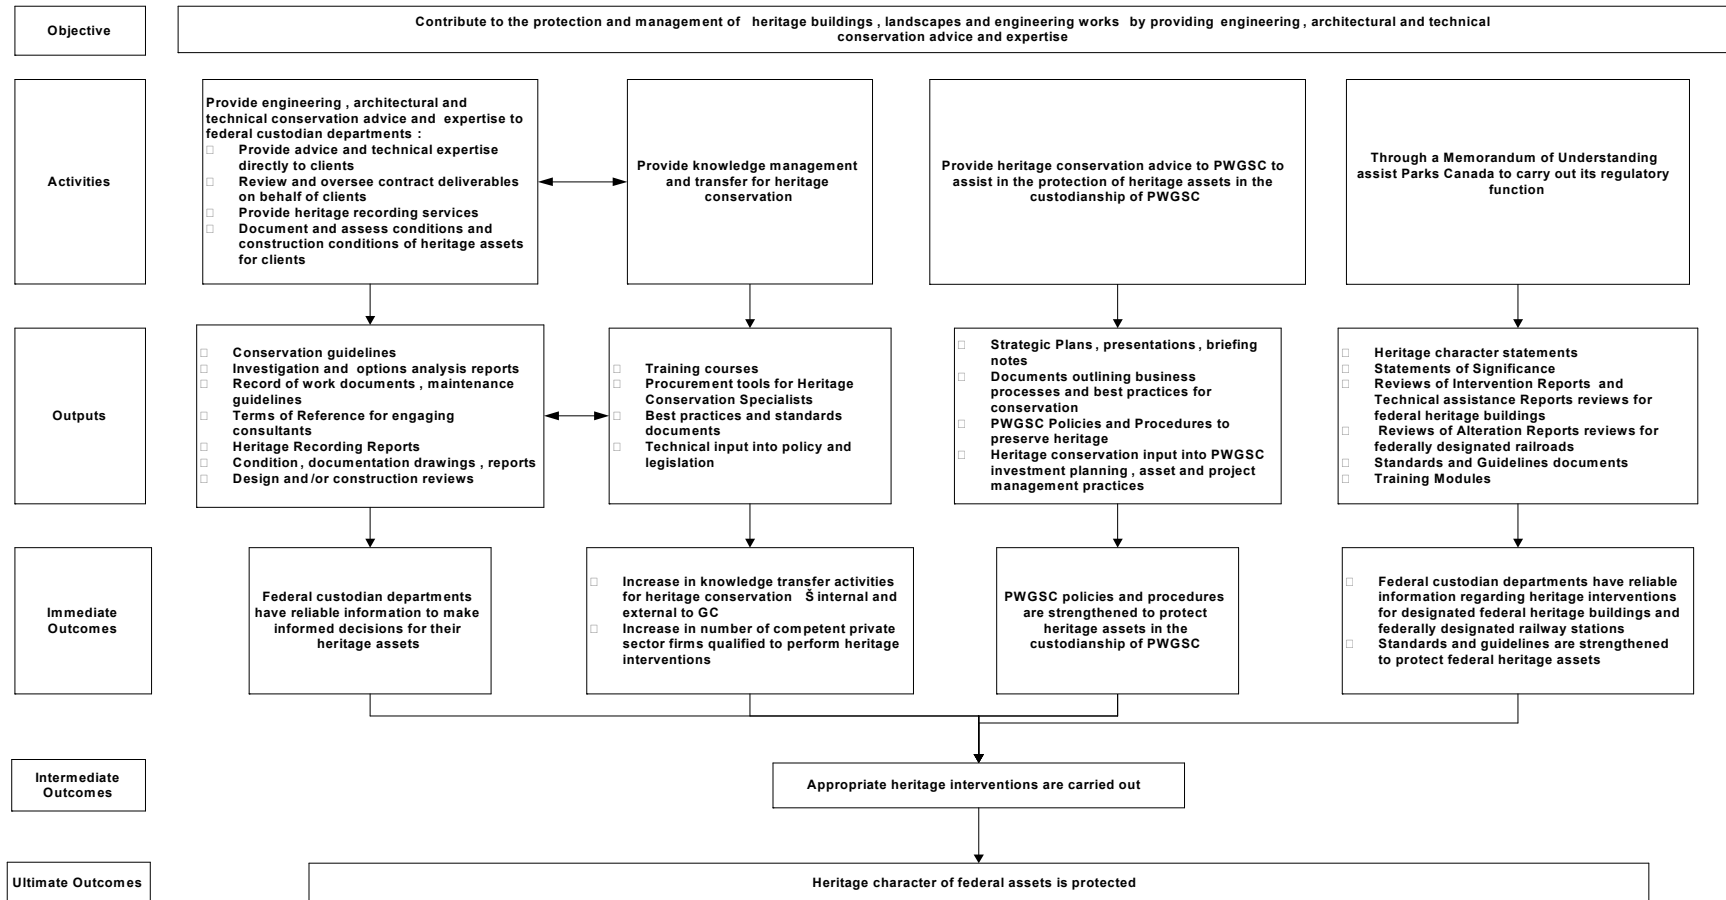 Objective
Contribute to the protection and management of heritage buildings , landscapes and engineering works by providing engineering , architectural and technical
conservation advice and expertise
Activities
Provide engineering , architectural and
technical conservation advice and expertise to
federal custodian departments :
Provide advice and technical expertise
directly to clients
Review and oversee contract deliverables
on behalf of clients
Provide heritage recording services
Document and assess conditions and
construction conditions of heritage assets
for clients
Provide knowledge management
and transfer for heritage
conservation
Provide heritage conservation advice to PWGSC to
assist in the protection of heritage assets in the
custodianship of PWGSC
Through a Memorandum of Understanding
assist Parks Canada to carry out its regulatory
function
Outputs
Conservation guidelines
Investigation and options analysis reports
Record of work documents , maintenance
guidelines
Terms of Reference for engaging
consultants
Heritage Recording Reports
Condition , documentation drawings , reports
Design and /or construction reviews
Training courses
Procurement tools for Heritage
Conservation Specialists
Best practices and standards
documents
Technical input into policy and
legislation
Strategic Plans , presentations , briefing
notes
Documents outlining business
processes and best practices for
conservation
PWGSC Policies and Procedures to
preserve heritage
Heritage conservation input into PWGSC
investment planning , asset and project
management practices
Heritage character statements
Statements of Significance
Reviews of Intervention Reports and
Technical assistance Reports reviews for
federal heritage buildings
Reviews of Alteration Reports reviews for
federally designated railroads
Standards and Guidelines documents
Training Modules
Immediate
Outcomes
Federal custodian departments
have reliable information to make
informed decisions for their
heritage assets
Increase in knowledge transfer activities
for heritage conservation Š internal and
external to GC
Increase in number of competent private
sector firms qualified to perform heritage
interventions
PWGSC policies and procedures
are strengthened to protect
heritage assets in the
custodianship of PWGSC
Federal custodian departments have reliable
information regarding heritage interventions
for designated federal heritage buildings and
federally designated railway stations
Standards and guidelines are strengthened
to protect federal heritage assets
Intermediate
Outcomes
Appropriate heritage interventions are carried out
Ultimate Outcomes
Heritage character of federal assets is protected